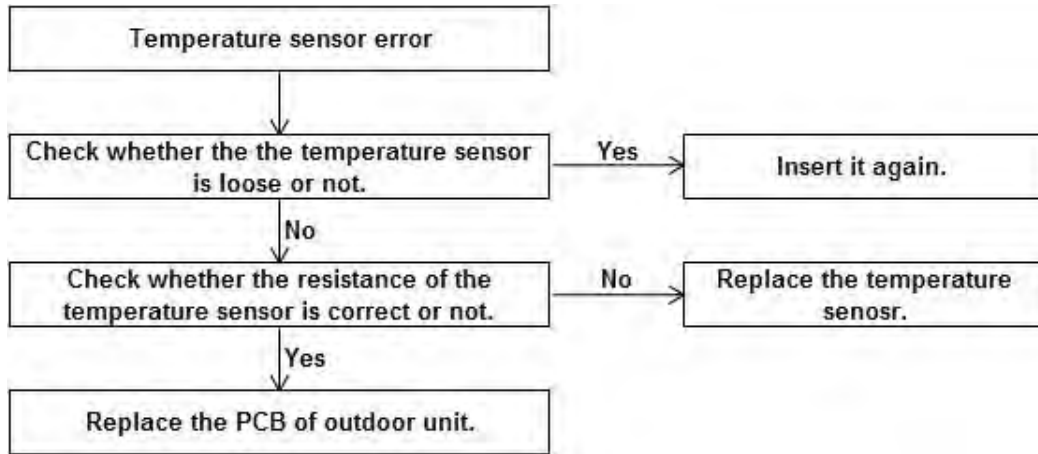 Temperature sensor error
Check whether the the temperature sensor
is loose or not.
Yes
Insert it again.
No
Check whether the resistance of the
temperature sensor is correct or not.
No
Replace the temperature
senosr.
Yes
Replace the PCB of outdoor unit.